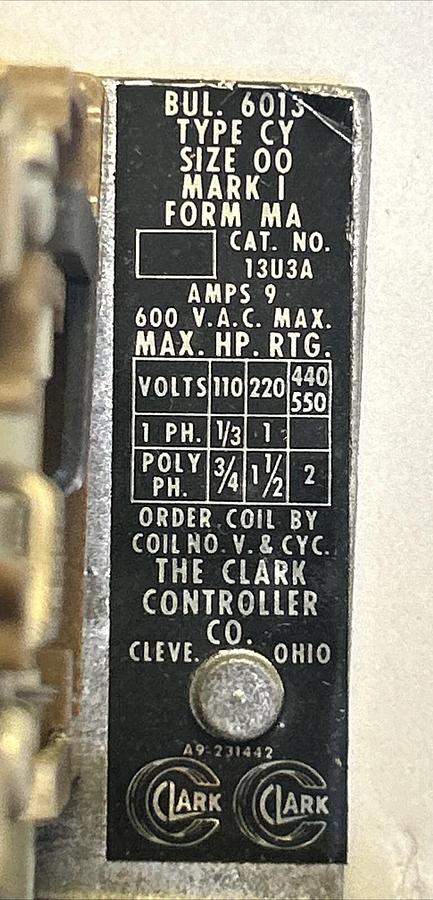 BUL. 6013
TYPE CY
SIZE 00
MARK I
FORM MA
CAT. NO.
13U3A
AMPS 9
600 V.A.C. MAX.
MAX. HP. RTG.
VOLTS 110 220 440 550
1 PH. 1/3 1
POLY PH. 3/4 1 1/2 2
ORDER COIL BY
COIL NO. V. & CYC.
THE CLARK
CONTROLLER
CO.
CLEVE. OHIO
A9-231442
CLARK CLARK